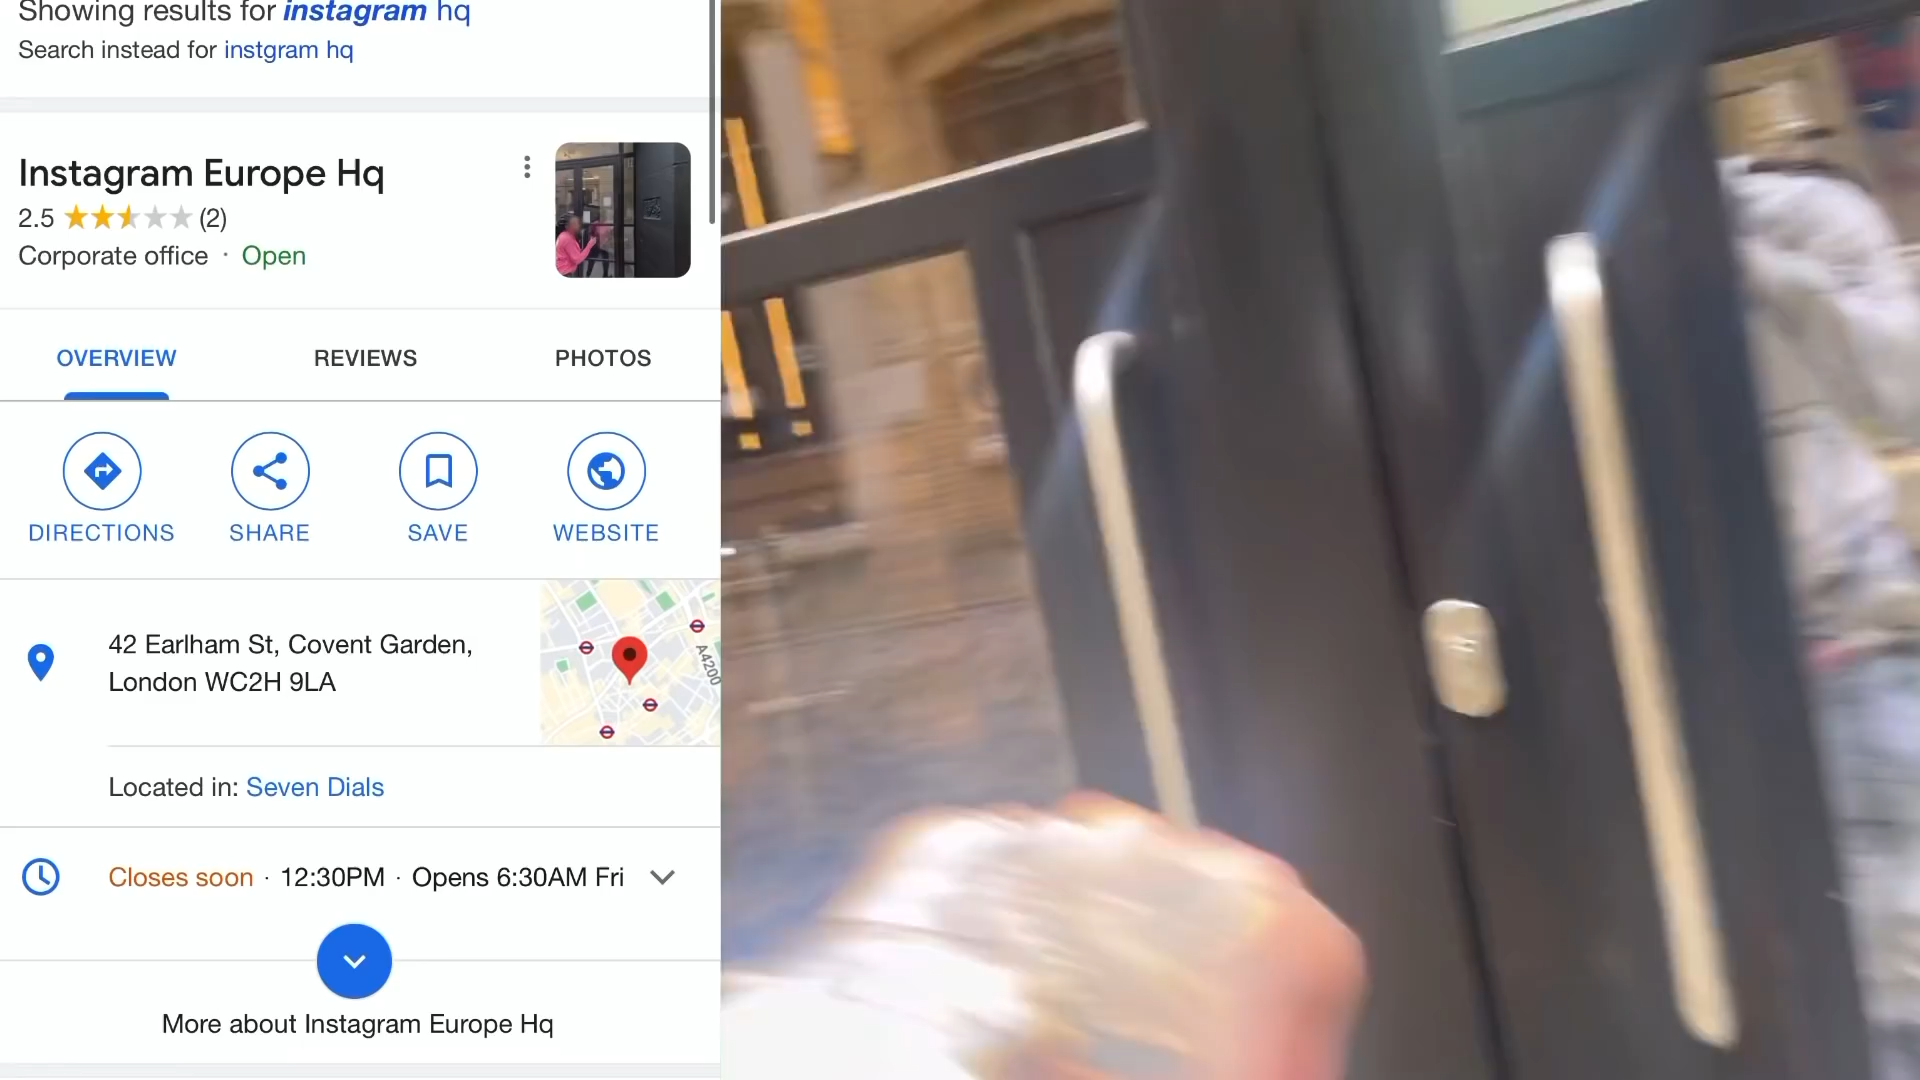 Showing results for instagram hq
Search instead for instgram hq
Instagram Europe Hq
2.5 (2)
Corporate office · Open
OVERVIEW REVIEWS PHOTOS
DIRECTIONS SHARE SAVE WEBSITE
42 Earlham St, Covent Garden,
London WC2H 9LA
A4200
Located in: Seven Dials
Closes soon · 12:30PM · Opens 6:30AM Fri
More about Instagram Europe Hq